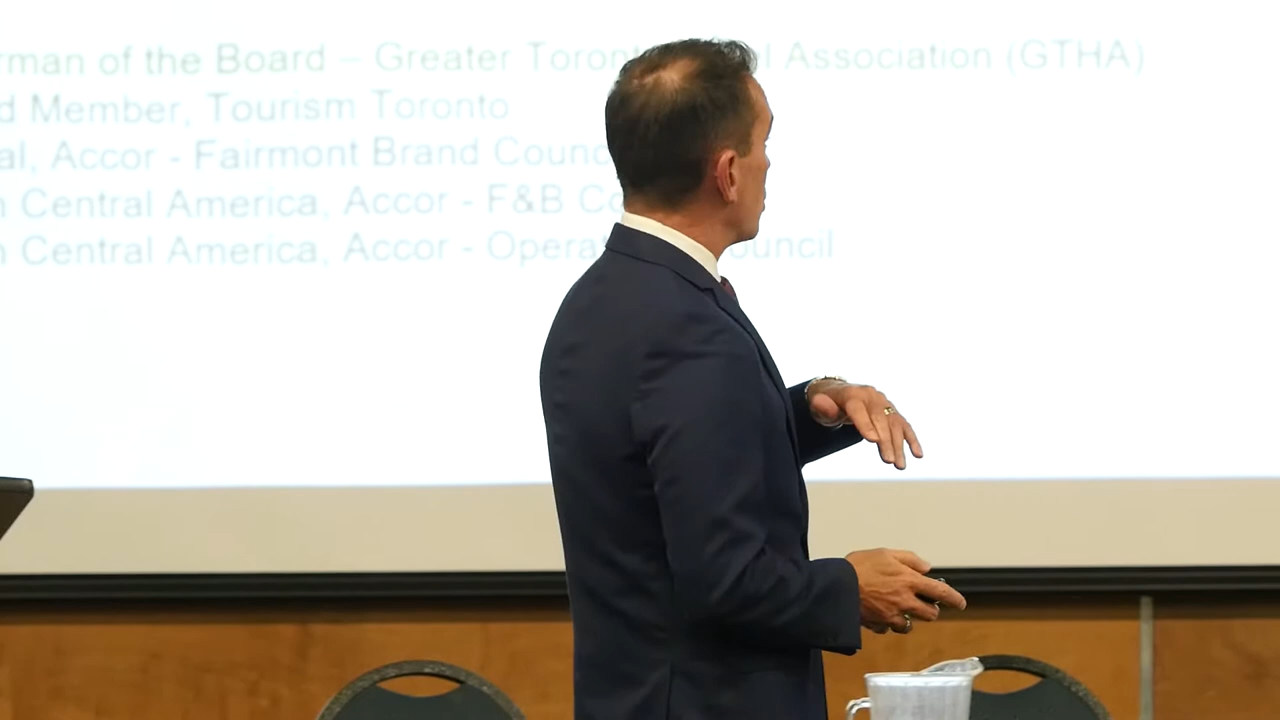 rman of the Board – Greater Toront l Association (GTHA)
d Member, Tourism Toronto
al, Accor - Fairmont Brand Counc
n Central America, Accor - F&B Co
n Central America, Accor - Operat ouncil